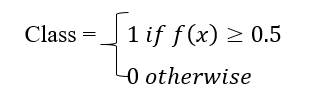 Class = 1 if f(x) ≥ 0.5
0 otherwise